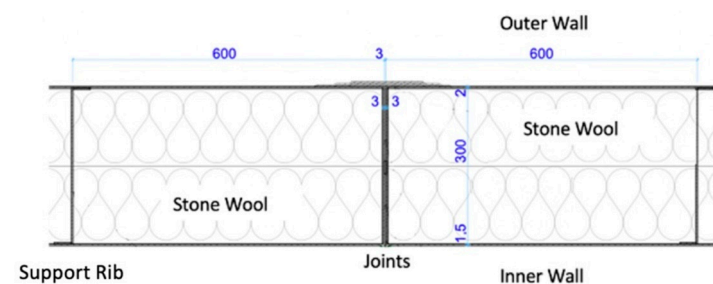 Outer Wall
600 3 600
3 3
2
Stone Wool
300
Stone Wool
1.5
Support Rib
Joints
Inner Wall